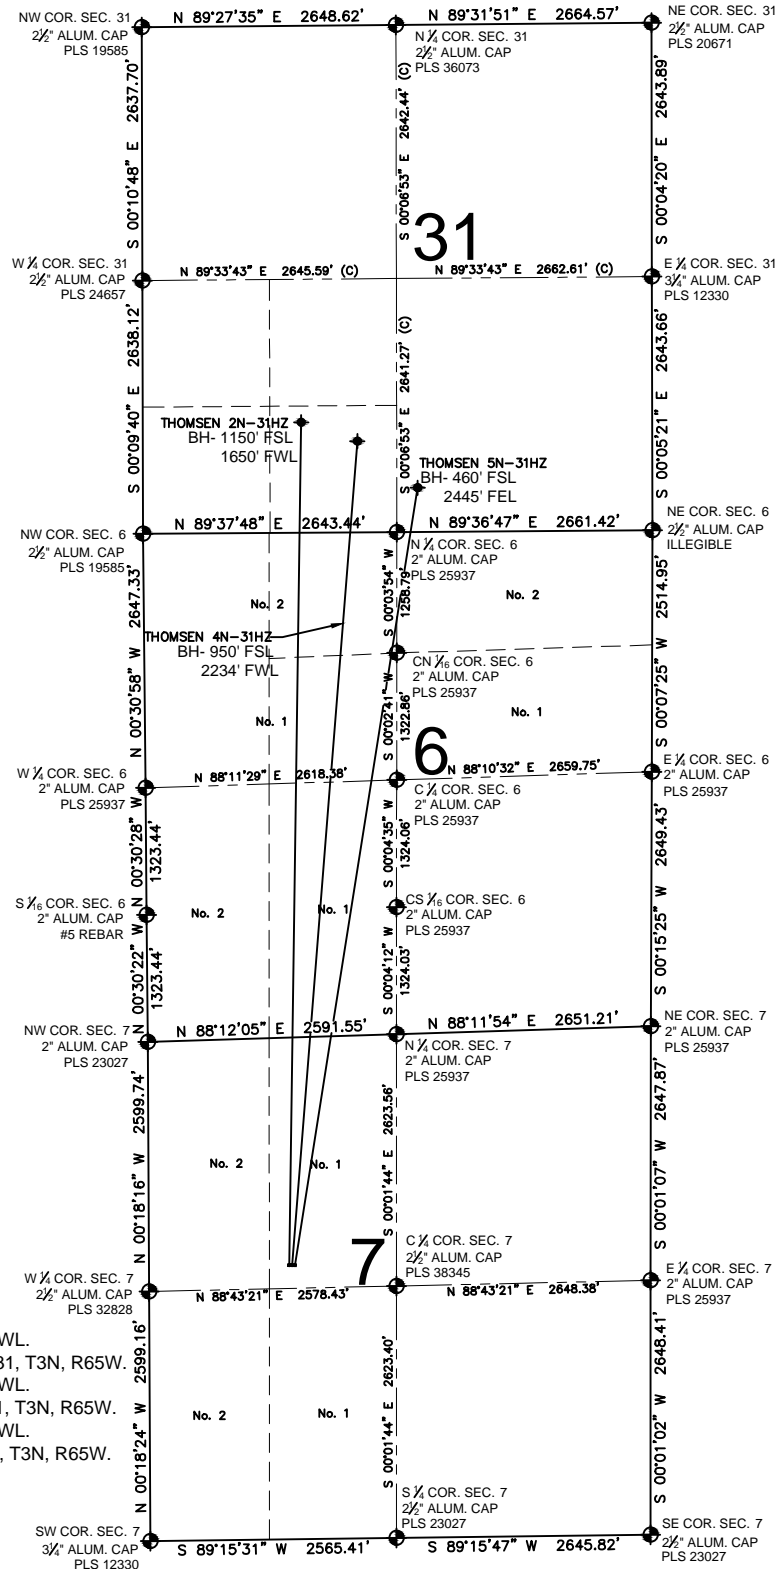 NW COR. SEC. 31
2½" ALUM. CAP
PLS 19585
N 89°27'35" E 2648.62'
N ¼ COR. SEC. 31
2½" ALUM. CAP
PLS 36073
N 89°31'51" E 2664.57'
NE COR. SEC. 31
2½" ALUM. CAP
PLS 20671
S 00°10'48" E 2637.70'
S 00°06'53" E 2642.44' (C)
S 00°04'20" E 2643.89'
31
W ¼ COR. SEC. 31
2½" ALUM. CAP
PLS 24657
N 89°33'43" E 2645.59' (C)
N 89°33'43" E 2662.61' (C)
E ¼ COR. SEC. 31
3¼" ALUM. CAP
PLS 12330
S 00°09'40" E 2638.12'
S 00°06'53" E 2641.27' (C)
S 00°05'21" E 2643.66'
THOMSEN 2N-31HZ
BH- 1150' FSL
1650' FWL
THOMSEN 5N-31HZ
BH- 460' FSL
2445' FEL
NW COR. SEC. 6
2½" ALUM. CAP
PLS 19585
N 89°37'48" E 2643.44'
N 89°36'47" E 2661.42'
NE COR. SEC. 6
2½" ALUM. CAP
ILLEGIBLE
N ¼ COR. SEC. 6
2" ALUM. CAP
PLS 25937
N 00°30'58" W 2647.33'
S 00°03'54" W
1258.79'
S 00°07'25" W 2514.95'
No. 2
No. 2
THOMSEN 4N-31HZ
BH- 950' FSL
2234' FWL
CN 1⁄16 COR. SEC. 6
2" ALUM. CAP
PLS 25937
No. 1
No. 1
S 00°02'41" W
1322.86'
6
W ¼ COR. SEC. 6
2" ALUM. CAP
PLS 25937
N 88°11'29" E 2618.38'
N 88°10'32" E 2659.75'
E ¼ COR. SEC. 6
2" ALUM. CAP
PLS 25937
C ¼ COR. SEC. 6
2" ALUM. CAP
PLS 25937
N 00°30'28" W
1323.44'
S 00°04'35" W
1324.06'
S 00°15'25" W 2649.43'
S 1⁄16 COR. SEC. 6
2" ALUM. CAP
#5 REBAR
No. 2
No. 1
CS 1⁄16 COR. SEC. 6
2" ALUM. CAP
PLS 25937
N 00°30'22" W
1323.44'
S 00°04'12" W
1324.03'
NW COR. SEC. 7
2" ALUM. CAP
PLS 23027
N 88°12'05" E 2591.55'
N 88°11'54" E 2651.21'
NE COR. SEC. 7
2" ALUM. CAP
PLS 25937
N ¼ COR. SEC. 7
2" ALUM. CAP
PLS 25937
N 00°18'16" W 2599.74'
S 00°01'44" E 2623.56'
S 00°01'07" W 2647.87'
No. 2
No. 1
7
C ¼ COR. SEC. 7
2½" ALUM. CAP
PLS 38345
W ¼ COR. SEC. 7
2½" ALUM. CAP
PLS 32828
N 88°43'21" E 2578.43'
N 88°43'21" E 2648.38'
E ¼ COR. SEC. 7
2" ALUM. CAP
PLS 25937
WL.
31, T3N, R65W.
WL.
1, T3N, R65W.
WL.
, T3N, R65W.
N 00°18'24" W 2599.16'
S 00°01'44" E 2623.40'
S 00°01'02" W 2648.41'
No. 2
No. 1
S ¼ COR. SEC. 7
2½" ALUM. CAP
PLS 23027
SW COR. SEC. 7
3¼" ALUM. CAP
PLS 12330
S 89°15'31" W 2565.41'
S 89°15'47" W 2645.82'
SE COR. SEC. 7
2½" ALUM. CAP
PLS 23027